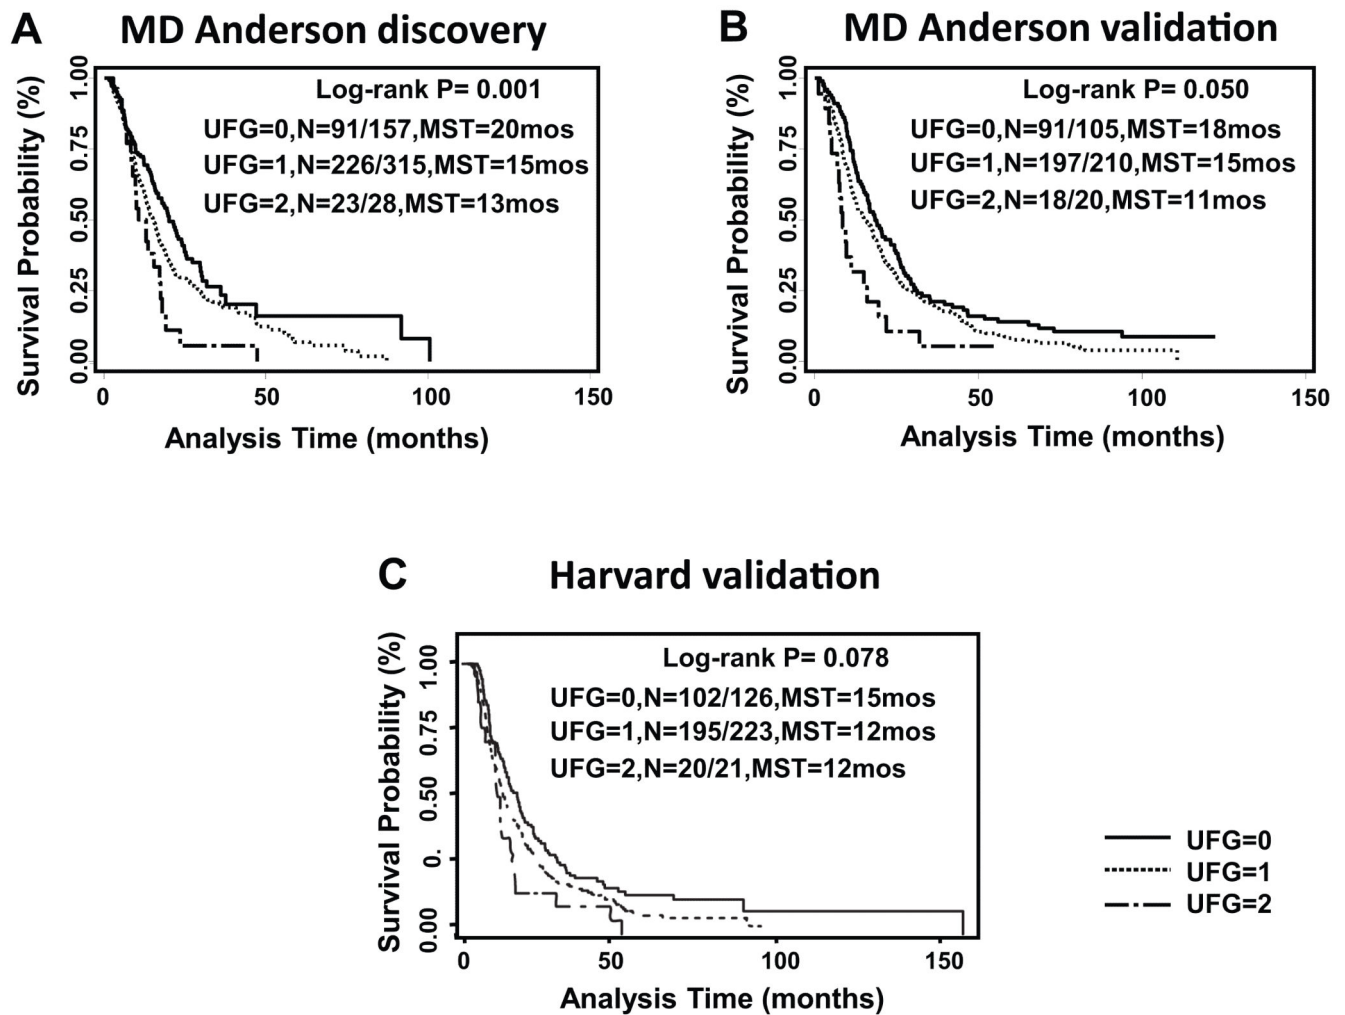 A
MD Anderson discovery
Survival Probability (%)
1.00
0.75
0.50
0.25
0.00
Log-rank P= 0.001
UFG=0,N=91/157,MST=20mos
UFG=1,N=226/315,MST=15mos
UFG=2,N=23/28,MST=13mos
0 50 100 150
Analysis Time (months)
B
MD Anderson validation
Survival Probability (%)
1.00
0.75
0.50
0.25
0.00
Log-rank P= 0.050
UFG=0,N=91/105,MST=18mos
UFG=1,N=197/210,MST=15mos
UFG=2,N=18/20,MST=11mos
0 50 100 150
Analysis Time (months)
C
Harvard validation
Survival Probability (%)
1.00
0.75
0.50
0.
0.00
Log-rank P= 0.078
UFG=0,N=102/126,MST=15mos
UFG=1,N=195/223,MST=12mos
UFG=2,N=20/21,MST=12mos
0 50 100 150
Analysis Time (months)
UFG=0
UFG=1
UFG=2